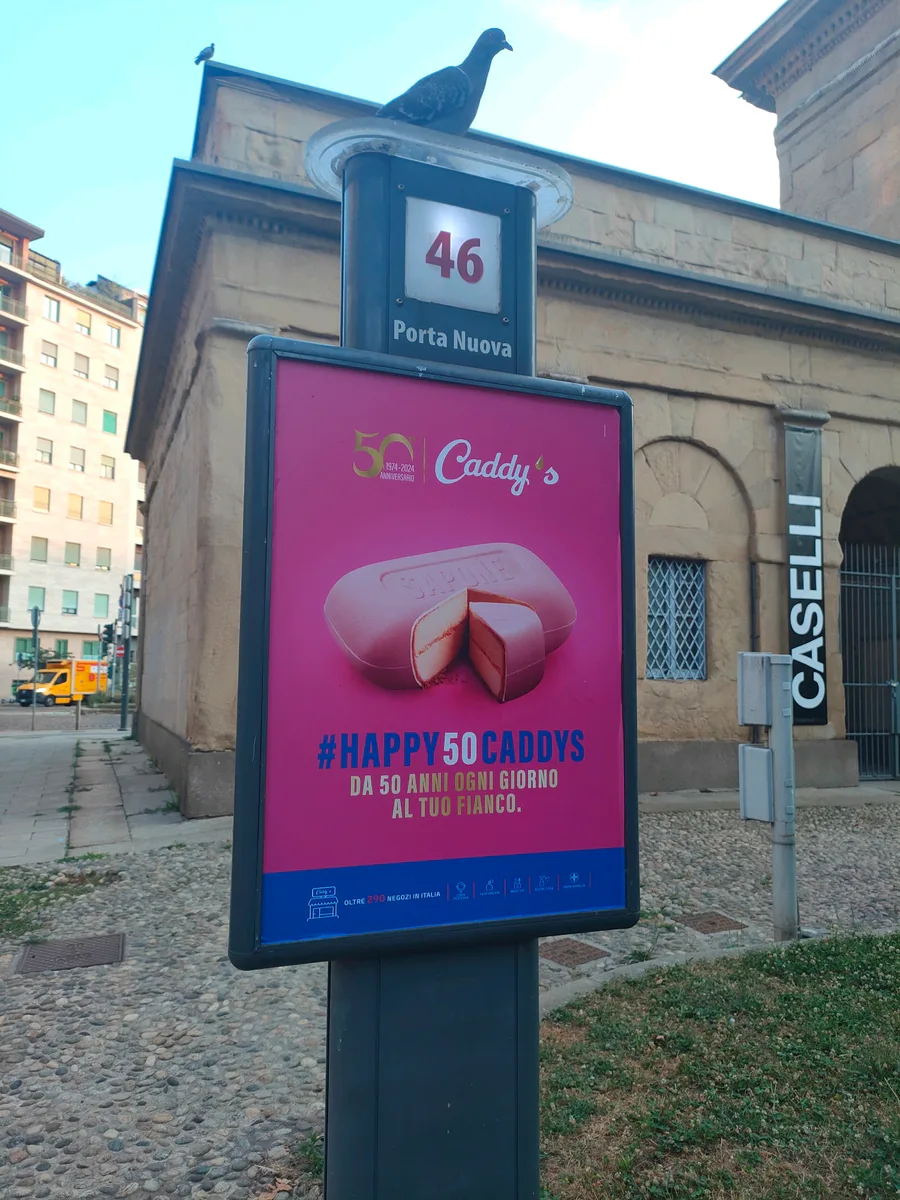 46
Porta Nuova
50
1974-2024
ANNIVERSARIO
Caddy's
SAPONE
#HAPPY50CADDYS
DA 50 ANNI OGNI GIORNO
AL TUO FIANCO.
OLTRE 290 NEGOZI IN ITALIA
CASELLI